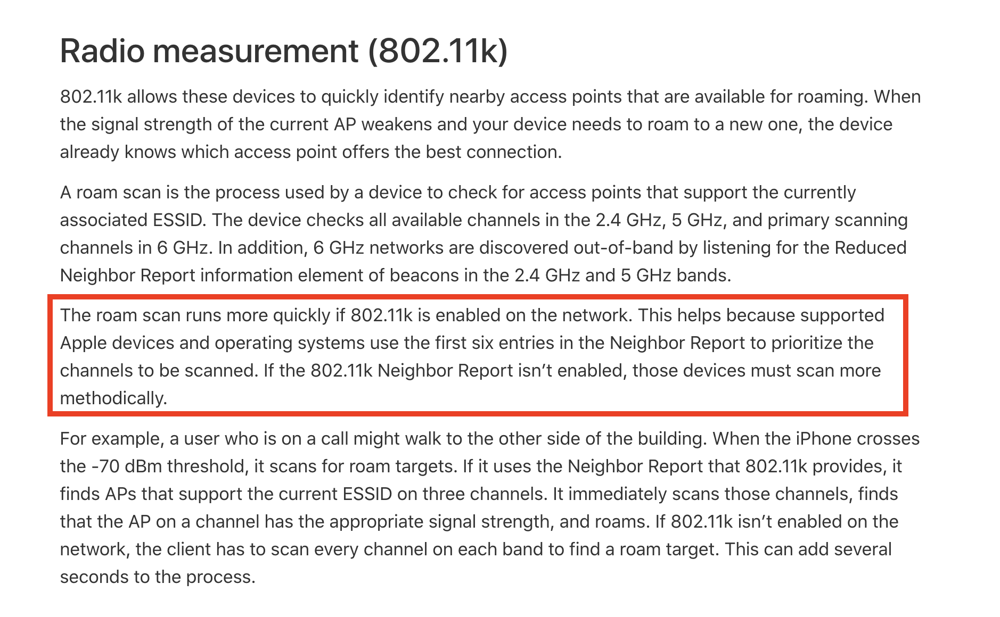 Radio measurement (802.11k)
802.11k allows these devices to quickly identify nearby access points that are available for roaming. When
the signal strength of the current AP weakens and your device needs to roam to a new one, the device
already knows which access point offers the best connection.
A roam scan is the process used by a device to check for access points that support the currently
associated ESSID. The device checks all available channels in the 2.4 GHz, 5 GHz, and primary scanning
channels in 6 GHz. In addition, 6 GHz networks are discovered out-of-band by listening for the Reduced
Neighbor Report information element of beacons in the 2.4 GHz and 5 GHz bands.
The roam scan runs more quickly if 802.11k is enabled on the network. This helps because supported
Apple devices and operating systems use the first six entries in the Neighbor Report to prioritize the
channels to be scanned. If the 802.11k Neighbor Report isn’t enabled, those devices must scan more
methodically.
For example, a user who is on a call might walk to the other side of the building. When the iPhone crosses
the -70 dBm threshold, it scans for roam targets. If it uses the Neighbor Report that 802.11k provides, it
finds APs that support the current ESSID on three channels. It immediately scans those channels, finds
that the AP on a channel has the appropriate signal strength, and roams. If 802.11k isn’t enabled on the
network, the client has to scan every channel on each band to find a roam target. This can add several
seconds to the process.